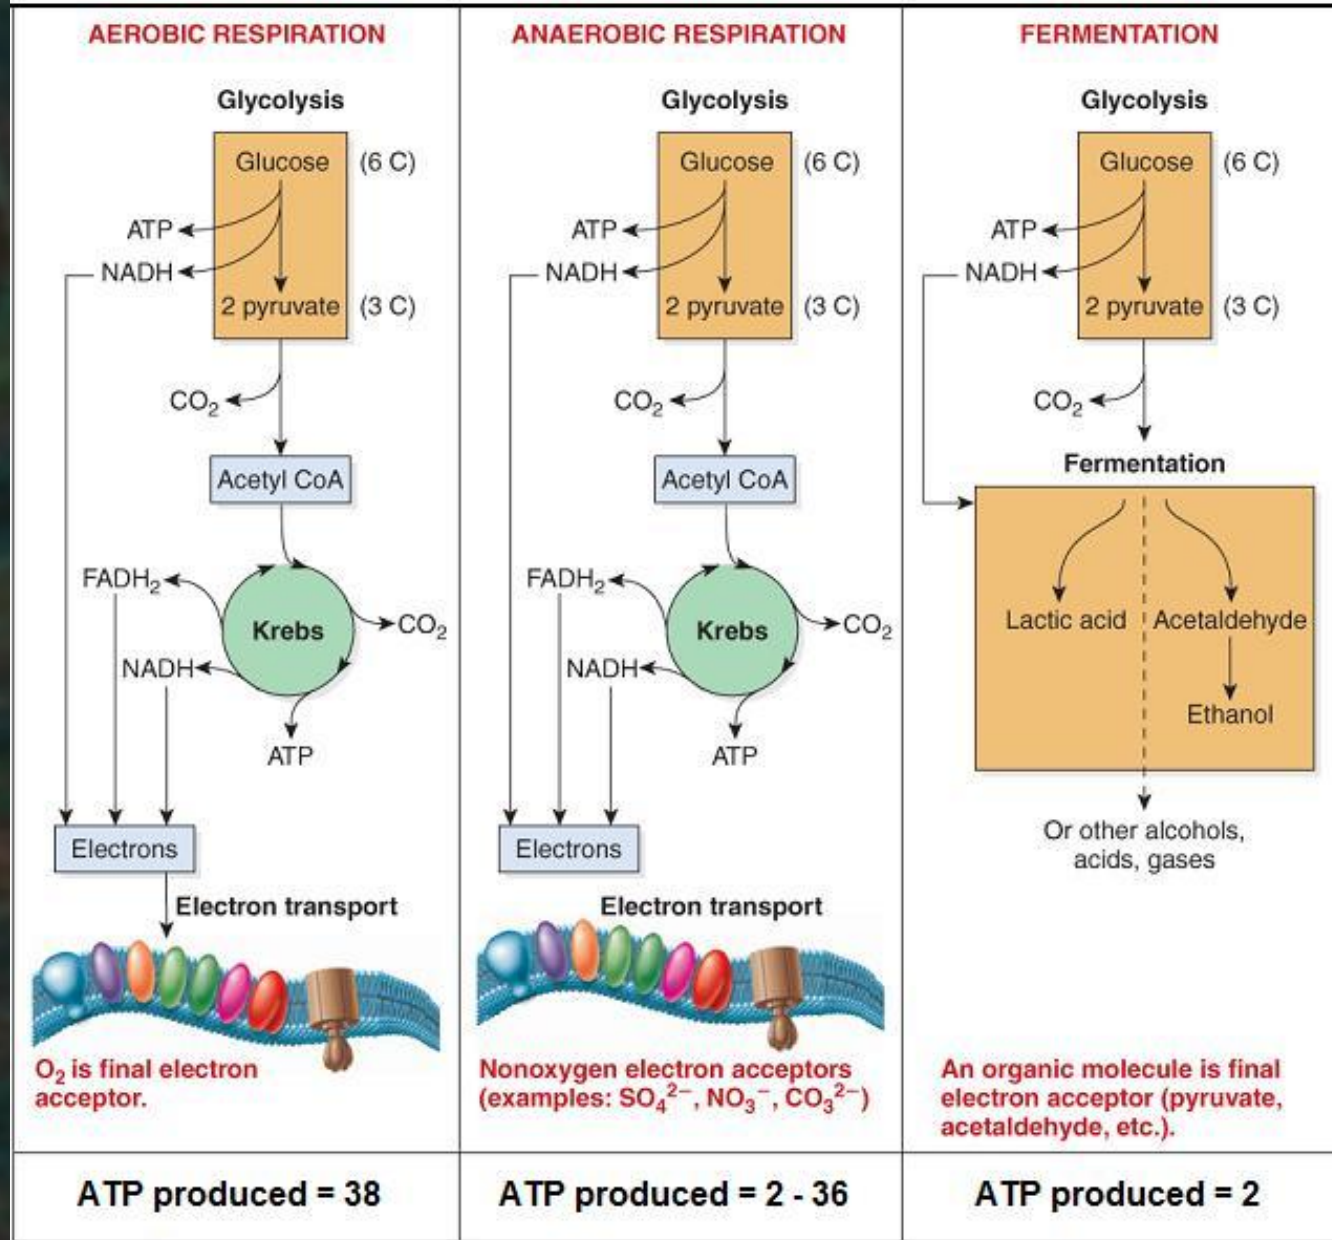 AEROBIC RESPIRATION
Glycolysis
Glucose (6 C)
ATP
NADH
2 pyruvate (3 C)
CO₂
Acetyl CoA
FADH₂
Krebs
CO₂
NADH
ATP
Electrons
Electron transport
O₂ is final electron
acceptor.
ATP produced = 38
ANAEROBIC RESPIRATION
Glycolysis
Glucose (6 C)
ATP
NADH
2 pyruvate (3 C)
CO₂
Acetyl CoA
FADH₂
Krebs
CO₂
NADH
ATP
Electrons
Electron transport
Nonoxygen electron acceptors
(examples: SO₄²⁻, NO₃⁻, CO₃²⁻)
ATP produced = 2 - 36
FERMENTATION
Glycolysis
Glucose (6 C)
ATP
NADH
2 pyruvate (3 C)
CO₂
Fermentation
Lactic acid Acetaldehyde
Ethanol
Or other alcohols,
acids, gases
An organic molecule is final
electron acceptor (pyruvate,
acetaldehyde, etc.).
ATP produced = 2